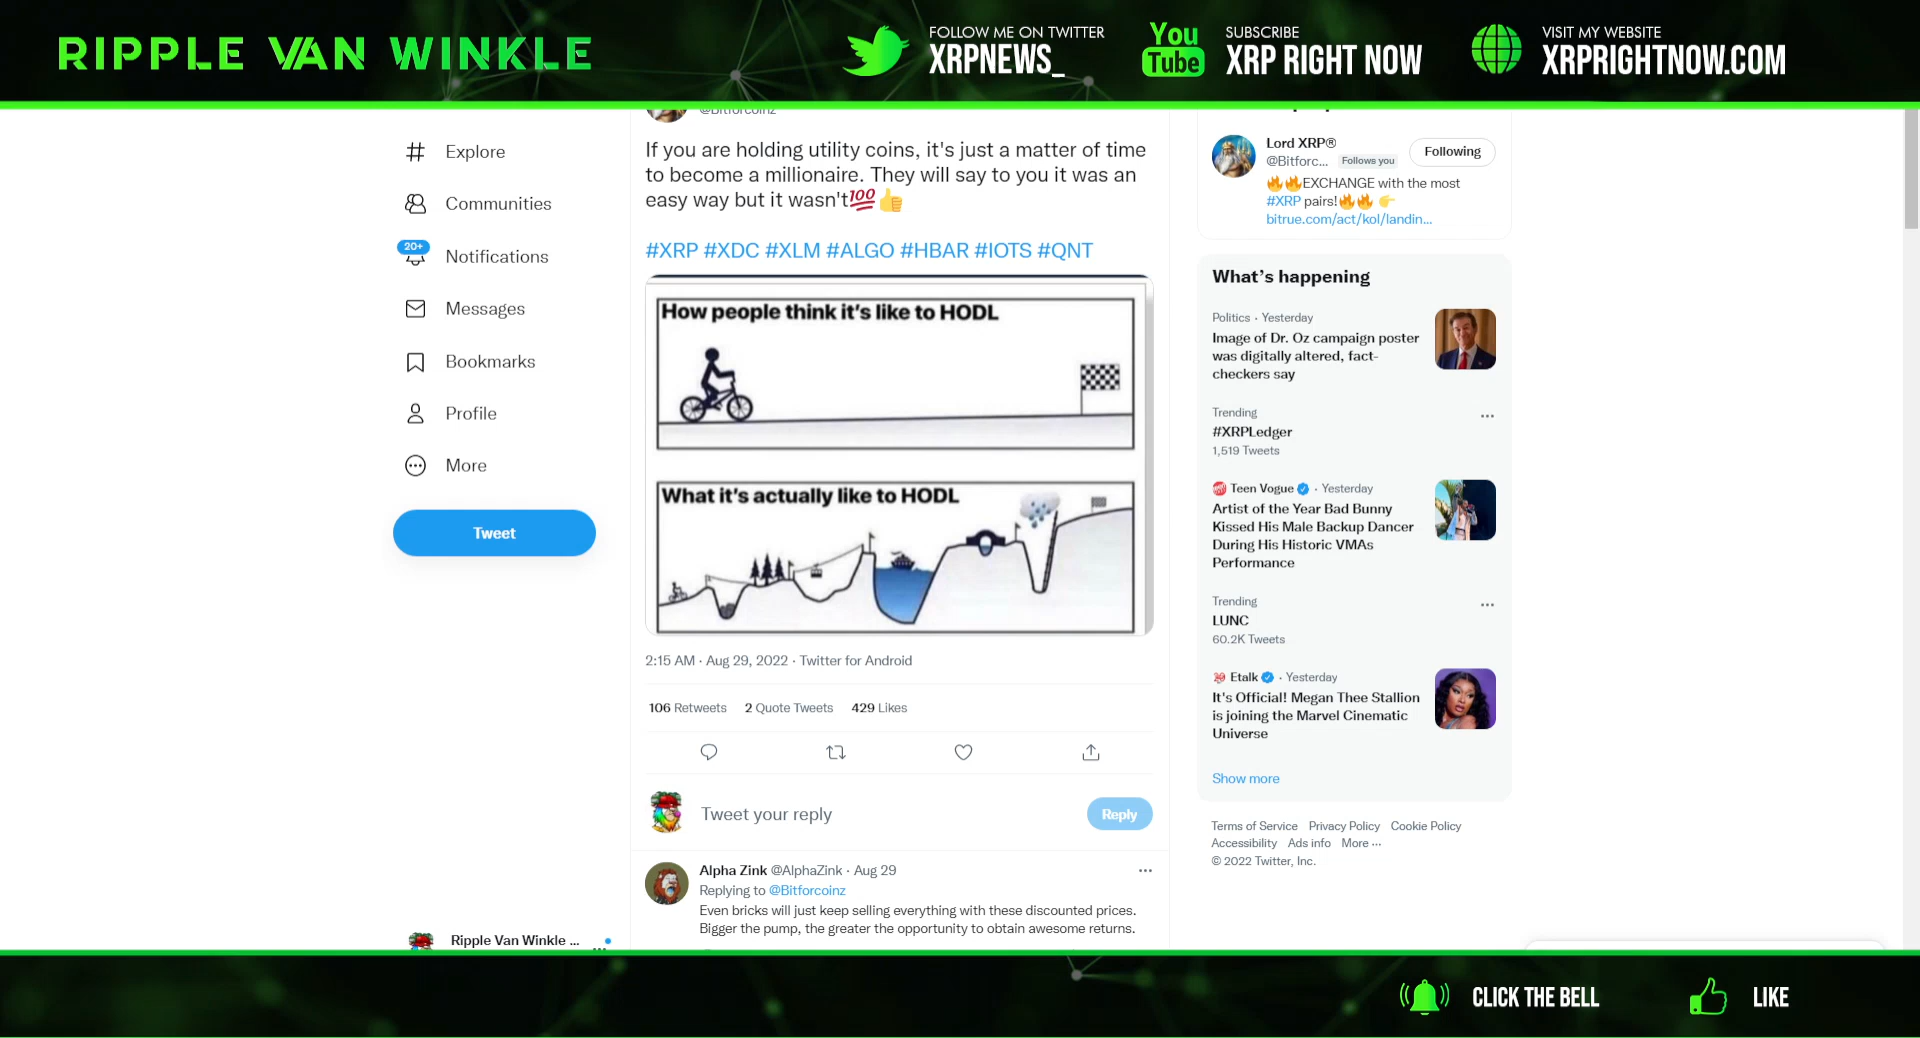 RIPPLE VAN WINKLE
FOLLOW ME ON TWITTER
XRPNEWS_
You
Tube
SUBSCRIBE
XRP RIGHT NOW
VISIT MY WEBSITE
XRPRIGHTNOW.COM
Explore
Communities
20+
Notifications
Messages
Bookmarks
Profile
More
Tweet
Ripple Van Winkle ...
@Bitforcoinz
If you are holding utility coins, it's just a matter of time
to become a millionaire. They will say to you it was an
easy way but it wasn't💯👍
#XRP #XDC #XLM #ALGO #HBAR #IOTS #QNT
How people think it's like to HODL
What it's actually like to HODL
2:15 AM · Aug 29, 2022 · Twitter for Android
106 Retweets 2 Quote Tweets 429 Likes
Tweet your reply
Reply
Alpha Zink @AlphaZink · Aug 29
Replying to @Bitforcoinz
Even bricks will just keep selling everything with these discounted prices.
Bigger the pump, the greater the opportunity to obtain awesome returns.
Lord XRP®
@Bitforc... Follows you
Following
🔥🔥EXCHANGE with the most
#XRP pairs!🔥🔥 👉
bitrue.com/act/kol/landin...
What's happening
Politics · Yesterday
Image of Dr. Oz campaign poster
was digitally altered, fact-
checkers say
Trending
#XRPLedger
1,519 Tweets
Teen Vogue · Yesterday
Artist of the Year Bad Bunny
Kissed His Male Backup Dancer
During His Historic VMAs
Performance
Trending
LUNC
60.2K Tweets
Etalk · Yesterday
It's Official! Megan Thee Stallion
is joining the Marvel Cinematic
Universe
Show more
Terms of Service Privacy Policy Cookie Policy
Accessibility Ads info More ...
© 2022 Twitter, Inc.
CLICK THE BELL
LIKE